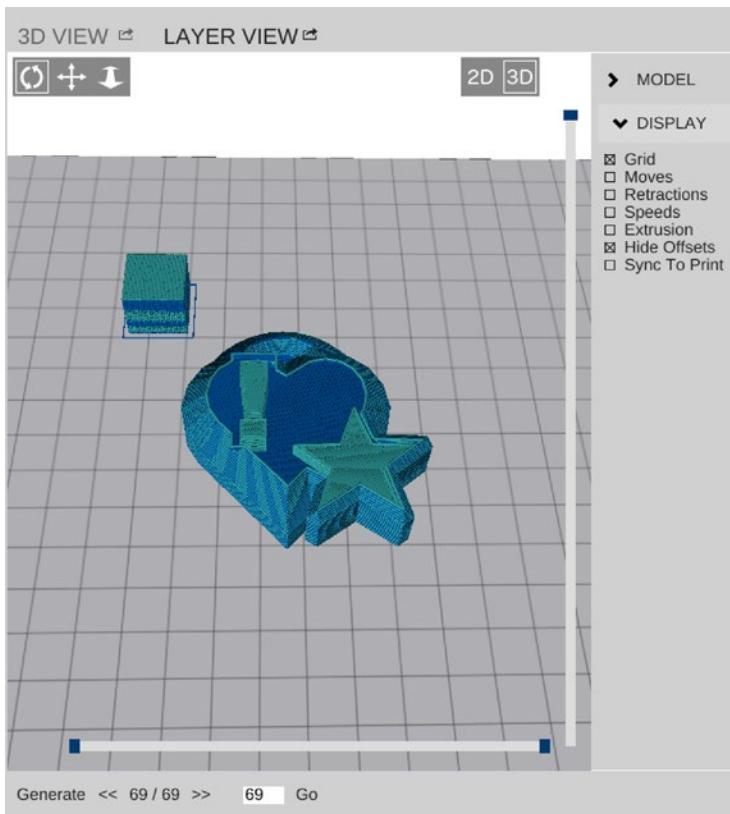 3D VIEW LAYER VIEW
2D 3D
MODEL
DISPLAY
Grid
Moves
Retractions
Speeds
Extrusion
Hide Offsets
Sync To Print
Generate << 69 / 69 >> 69 Go